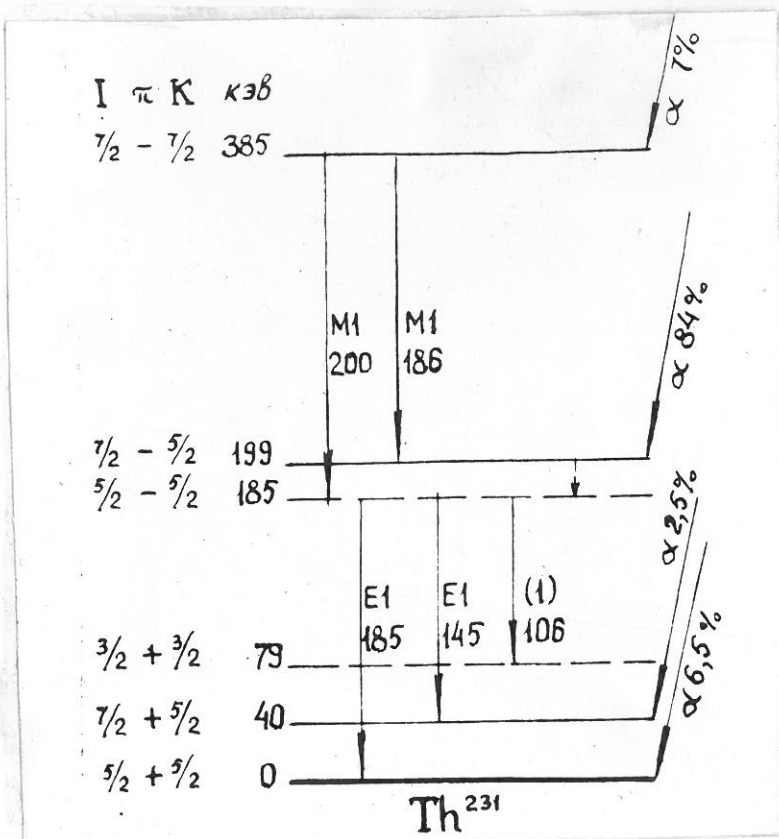 I π К кэв
α 7%
7/2 - 7/2 385
M1 M1
200 186
α 84%
7/2 - 5/2 199
5/2 - 5/2 185
α 2,5%
E1 E1 (1)
185 145 106
3/2 + 3/2 79
α 6,5%
7/2 + 5/2 40
5/2 + 5/2 0
Th²³¹